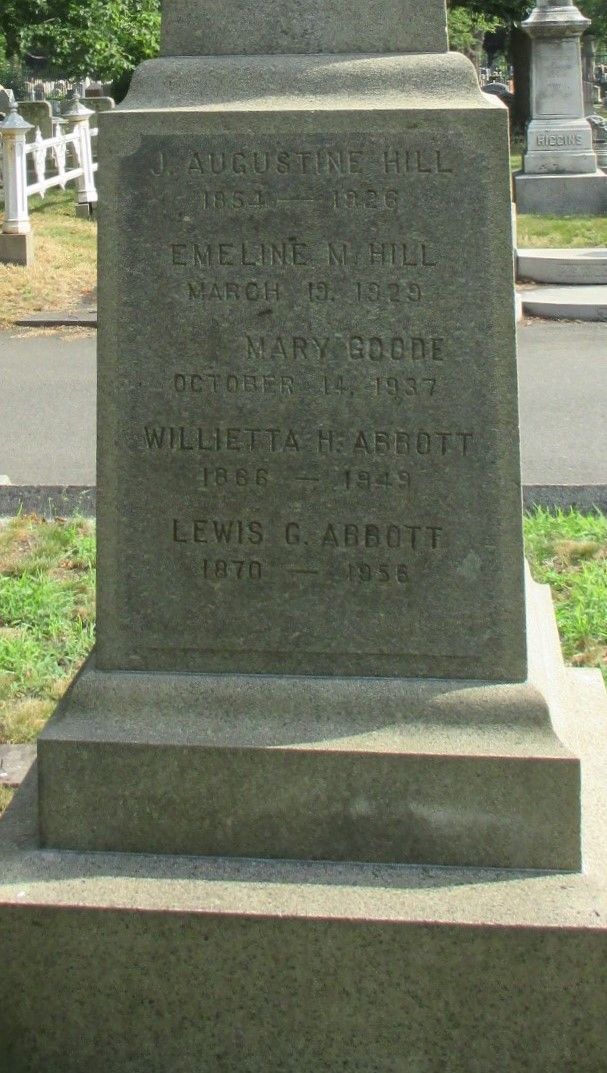 J. AUGUSTINE HILL
1854 — 1926
EMELINE M. HILL
MARCH 19, 1929
MARY GOODE
OCTOBER 14, 1937
WILLIETTA H. ABBOTT
1866 — 1949
LEWIS G. ABBOTT
1870 — 1956
RIGGINS